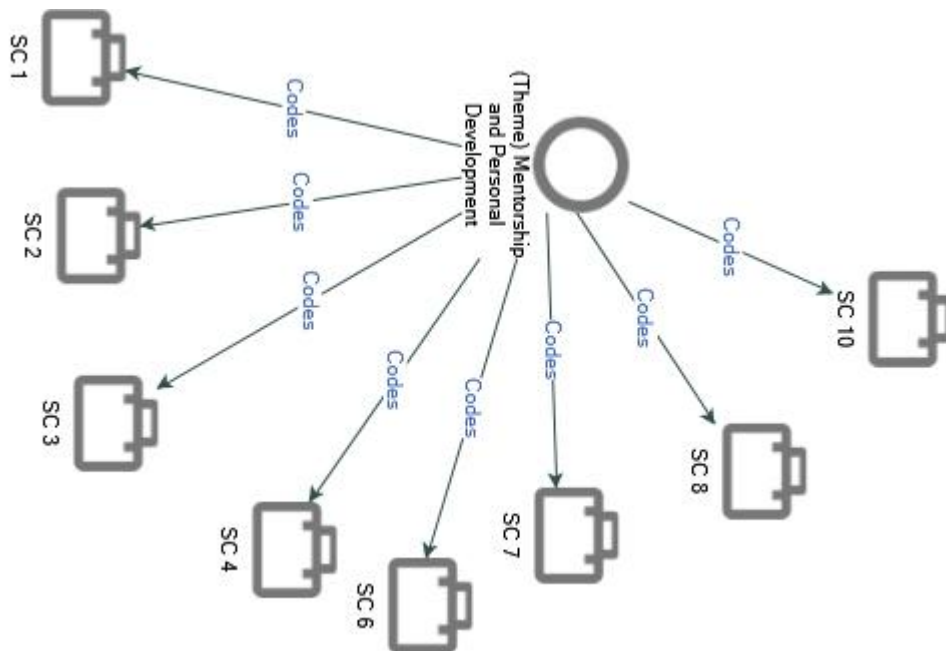 (Theme) Mentorship
and Personal
Development
Codes
Codes
Codes
Codes
Codes
Codes
Codes
Codes
SC 1
SC 2
SC 3
SC 4
SC 6
SC 7
SC 8
SC 10